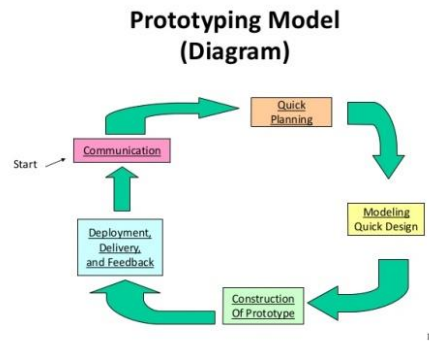 Prototyping Model
(Diagram)
Quick
Planning
Communication
Start
Modeling
Quick Design
Deployment,
Delivery,
and Feedback
Construction
Of Prototype
1